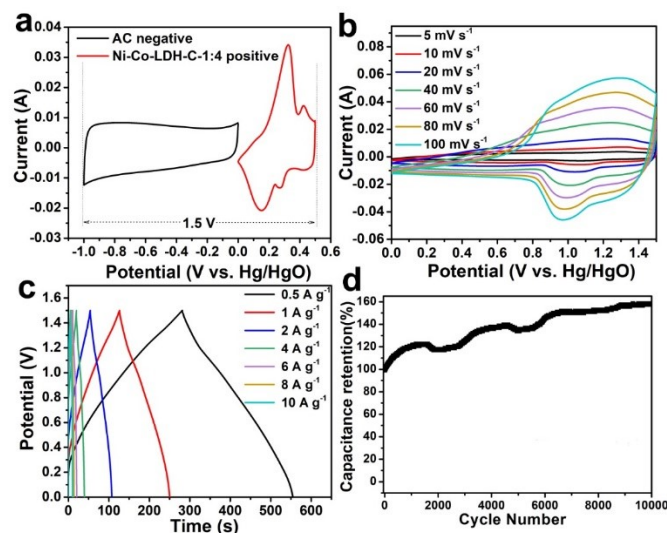 a
AC negative
Ni-Co-LDH-C-1:4 positive
Current (A)
0.04
0.03
0.02
0.01
0.00
-0.01
-0.02
-0.03
1.5 V
-1.0 -0.8 -0.6 -0.4 -0.2 0.0 0.2 0.4 0.6
Potential (V vs. Hg/HgO)
b
5 mV s-1
10 mV s-1
20 mV s-1
40 mV s-1
60 mV s-1
80 mV s-1
100 mV s-1
Current (A)
0.08
0.06
0.04
0.02
0.00
-0.02
-0.04
-0.06
0.0 0.2 0.4 0.6 0.8 1.0 1.2 1.4
Potential (V vs. Hg/HgO)
c
0.5 A g-1
1 A g-1
2 A g-1
4 A g-1
6 A g-1
8 A g-1
10 A g-1
Potential (V)
1.8
1.6
1.4
1.2
1.0
0.8
0.6
0.4
0.2
0.0
0 100 200 300 400 500 600
Time (s)
d
Capacitance retention(%)
160
140
120
100
80
60
40
20
0
0 2000 4000 6000 8000 10000
Cycle Number